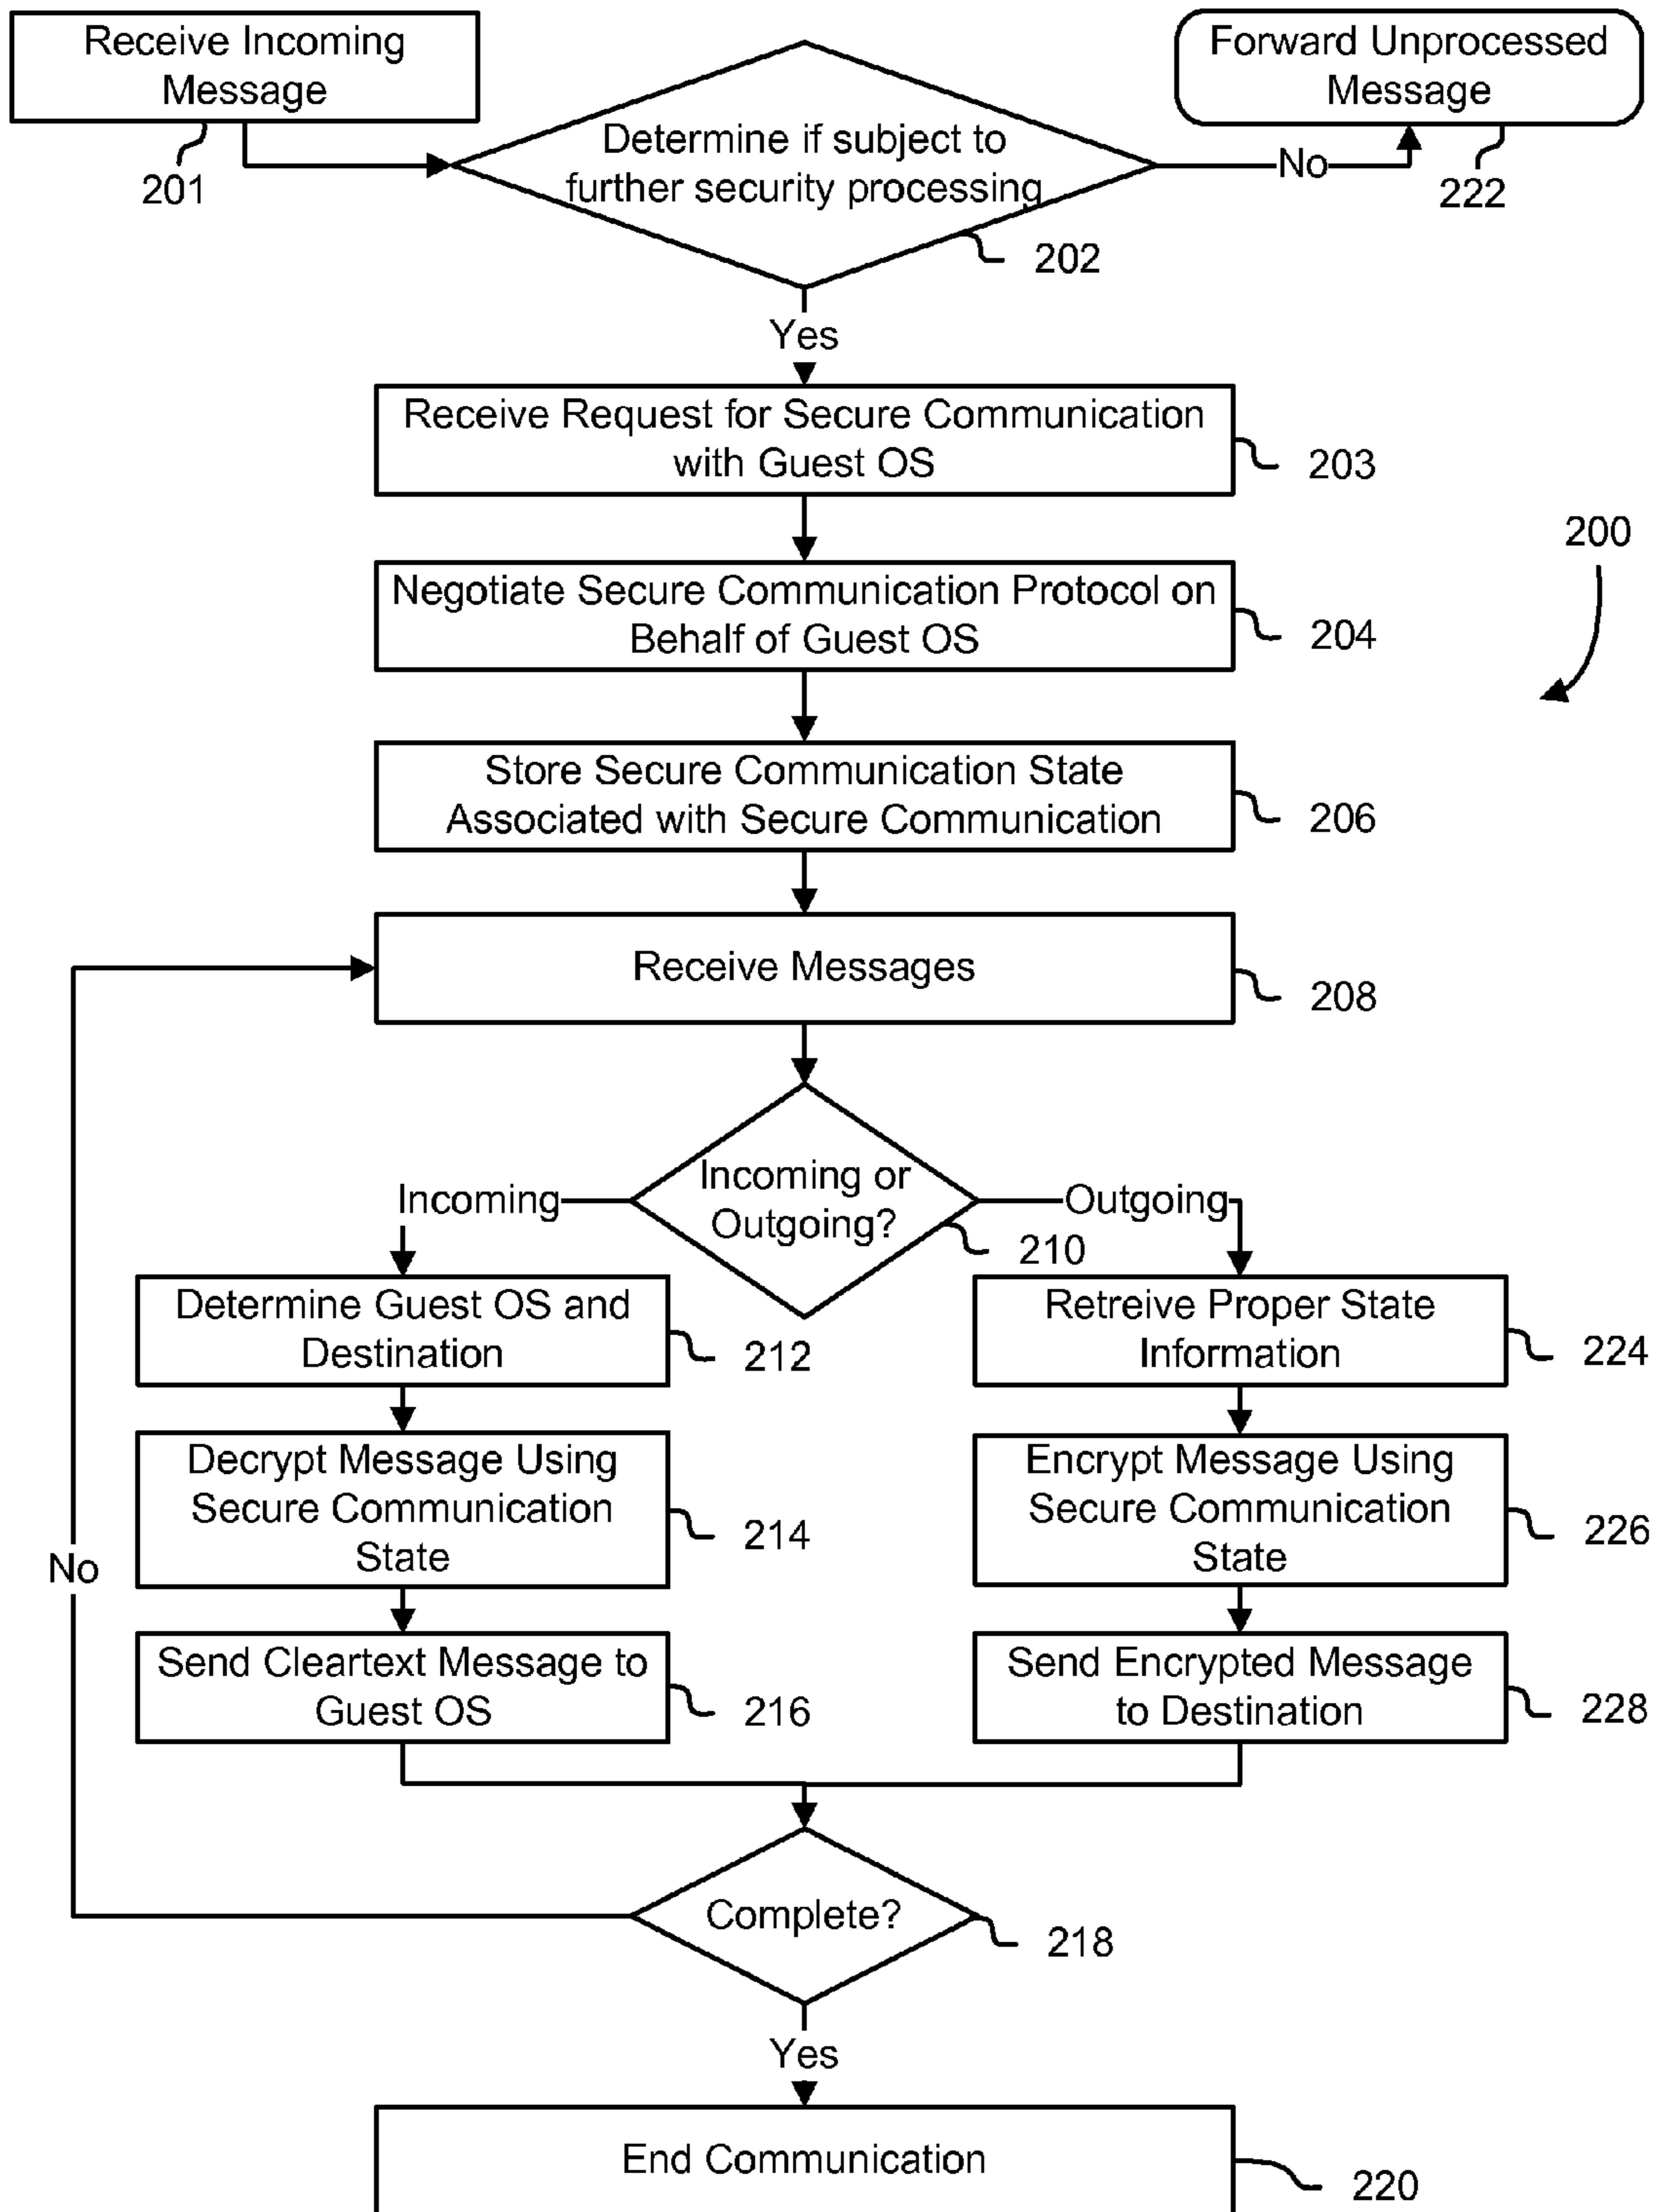 Receive Incoming
Message
201
Determine if subject to
further security processing
202
No
Forward Unprocessed
Message
222
Yes
Receive Request for Secure Communication
with Guest OS
203
200
Negotiate Secure Communication Protocol on
Behalf of Guest OS
204
Store Secure Communication State
Associated with Secure Communication
206
Receive Messages
208
Incoming or
Outgoing?
210
Incoming
Outgoing
Determine Guest OS and
Destination
212
Retreive Proper State
Information
224
Decrypt Message Using
Secure Communication
State
214
Encrypt Message Using
Secure Communication
State
226
No
Send Cleartext Message to
Guest OS
216
Send Encrypted Message
to Destination
228
Complete?
218
Yes
End Communication
220